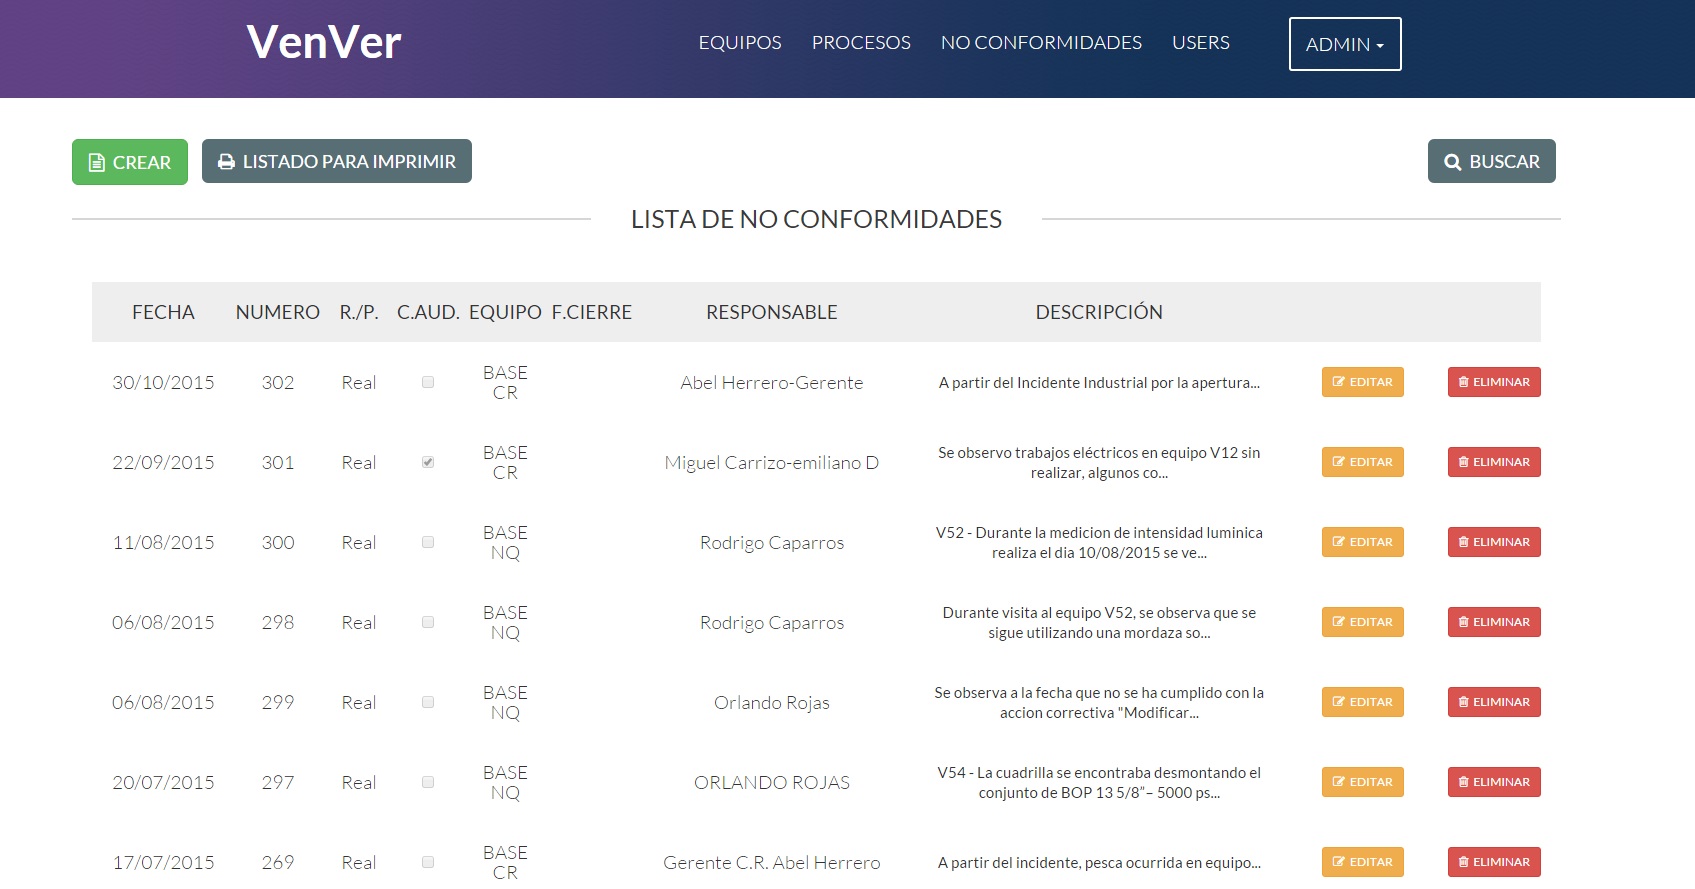 VenVer
EQUIPOS PROCESOS NO CONFORMIDADES USERS ADMIN
CREAR LISTADO PARA IMPRIMIR BUSCAR
LISTA DE NO CONFORMIDADES
FECHA NUMERO R./P. C.AUD. EQUIPO F.CIERRE RESPONSABLE DESCRIPCIÓN
30/10/2015 302 Real BASE CR Abel Herrero-Gerente A partir del Incidente Industrial por la apertura... EDITAR ELIMINAR
22/09/2015 301 Real BASE CR Miguel Carrizo-emiliano D Se observo trabajos eléctricos en equipo V12 sin realizar, algunos co... EDITAR ELIMINAR
11/08/2015 300 Real BASE NQ Rodrigo Caparros V52 - Durante la medicion de intensidad luminica realiza el dia 10/08/2015 se ve... EDITAR ELIMINAR
06/08/2015 298 Real BASE NQ Rodrigo Caparros Durante visita al equipo V52, se observa que se sigue utilizando una mordaza so... EDITAR ELIMINAR
06/08/2015 299 Real BASE NQ Orlando Rojas Se observa a la fecha que no se ha cumplido con la accion correctiva "Modificar... EDITAR ELIMINAR
20/07/2015 297 Real BASE NQ ORLANDO ROJAS V54 - La cuadrilla se encontraba desmontando el conjunto de BOP 13 5/8”– 5000 ps... EDITAR ELIMINAR
17/07/2015 269 Real BASE CR Gerente C.R. Abel Herrero A partir del incidente, pesca ocurrida en equipo... EDITAR ELIMINAR